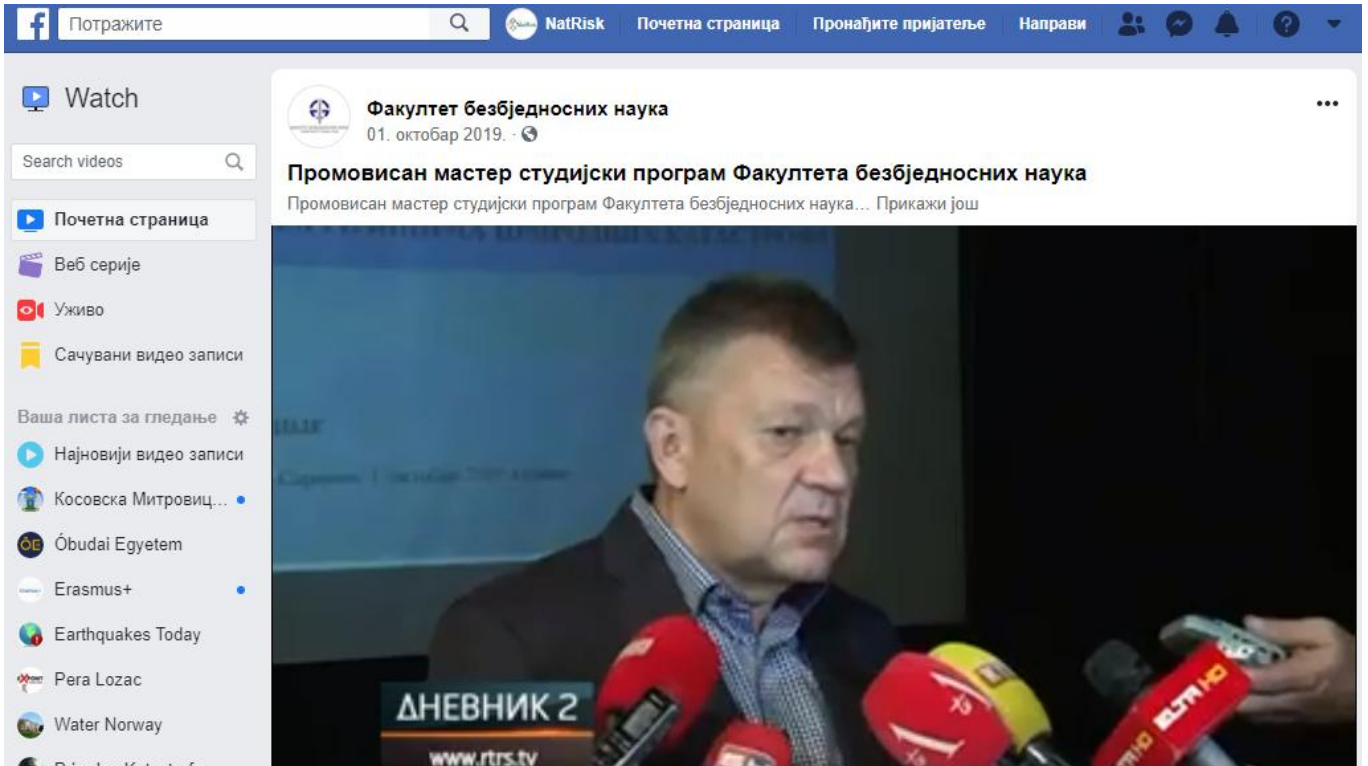 Потражите
NatRisk Почетна страница Пронађите пријатеље Направи
Watch
Search videos
Почетна страница
Веб серије
Уживо
Сачувани видео записи
Ваша листа за гледање
Најновији видео записи
Косовска Митровиц...
Óbudai Egyetem
Erasmus+
Earthquakes Today
Pera Lozac
Water Norway
Факултет безбједносних наука
01. октобар 2019. ·
Промовисан мастер студијски програм Факултета безбједносних наука
Промовисан мастер студијски програм Факултета безбједносних наука... Прикажи још
ДНЕВНИК 2
www.rtrs.tv
ELTA HD